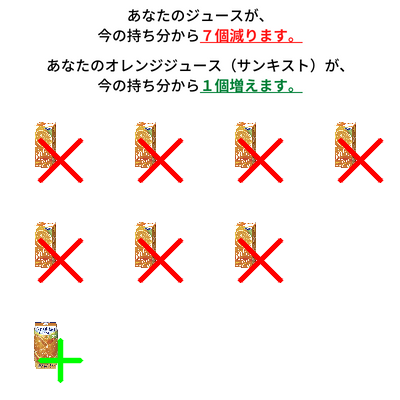 あなたのジュースが、
今の持ち分から７個減ります。
あなたのオレンジジュース（サンキスト）が、
今の持ち分から１個増えます。